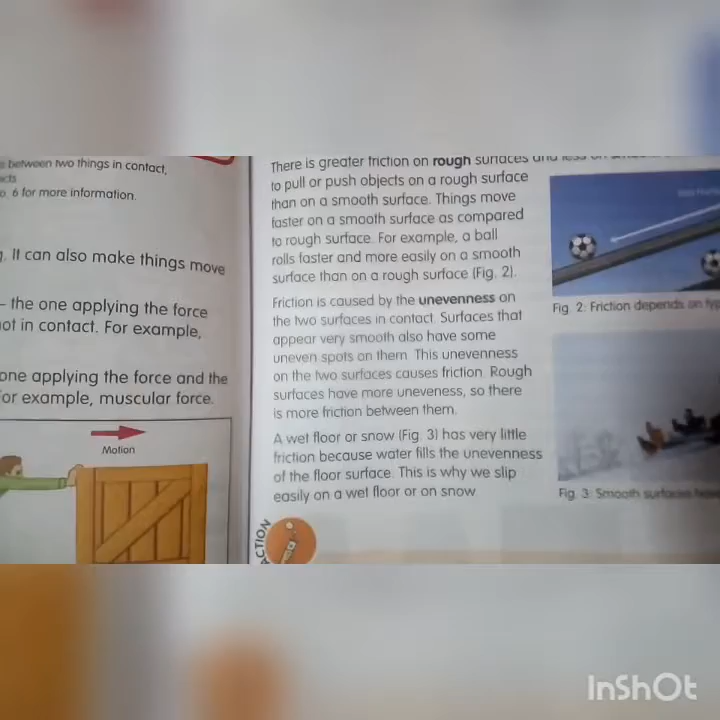 between two things in contact,
6 for more information.
It can also make things move
– the one applying the force
not in contact. For example,
one applying the force and the
For example, muscular force.
Motion
There is greater friction on rough surfaces and less on
to pull or push objects on a rough surface
than on a smooth surface. Things move
faster on a smooth surface as compared
to rough surface. For example, a ball
rolls faster and more easily on a smooth
surface than on a rough surface (Fig. 2).
Friction is caused by the unevenness on
the two surfaces in contact. Surfaces that
appear very smooth also have some
uneven spots on them. This unevenness
on the two surfaces causes friction. Rough
surfaces have more uneveness, so there
is more friction between them.
A wet floor or snow (Fig. 3) has very little
friction because water fills the unevenness
of the floor surface. This is why we slip
easily on a wet floor or on snow
Fig. 2: Friction depends on
Fig. 3: Smooth surfaces have
ACTION
InShOt